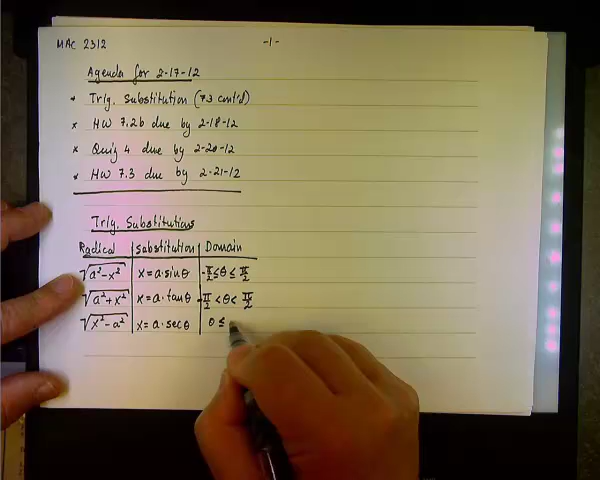 MAC 2312 -1-
Agenda for 2-17-12
* Trig. Substitution (7.3 cont'd)
* HW 7.2b due by 2-18-12
* Quiz 4 due by 2-20-12
* HW 7.3 due by 2-21-12
Trig. Substitutions
Radical Substitution Domain
√(a²-x²) x=a·sinθ -π/2≤θ≤π/2
√(a²+x²) x=a·tanθ -π/2<θ<π/2
√(x²-a²) x=a·secθ θ≤